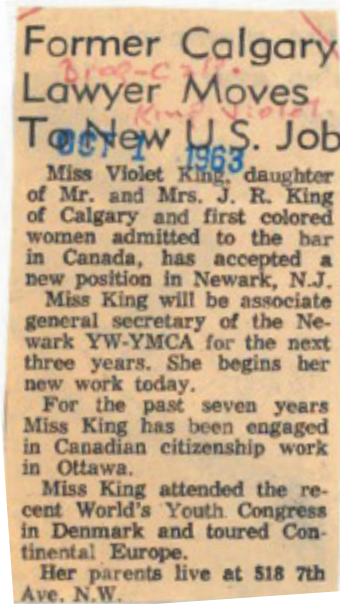 Former Calgary
Biog-Calg.
Lawyer Moves
King Violet
To New U.S. Job
OCT 1 1963
Miss Violet King, daughter
of Mr. and Mrs. J. R. King
of Calgary and first colored
women admitted to the bar
in Canada, has accepted a
new position in Newark, N.J.
Miss King will be associate
general secretary of the Ne-
wark YW-YMCA for the next
three years. She begins her
new work today.
For the past seven years
Miss King has been engaged
in Canadian citizenship work
in Ottawa.
Miss King attended the re-
cent World's Youth Congress
in Denmark and toured Con-
tinental Europe.
Her parents live at 518 7th
Ave. N.W.